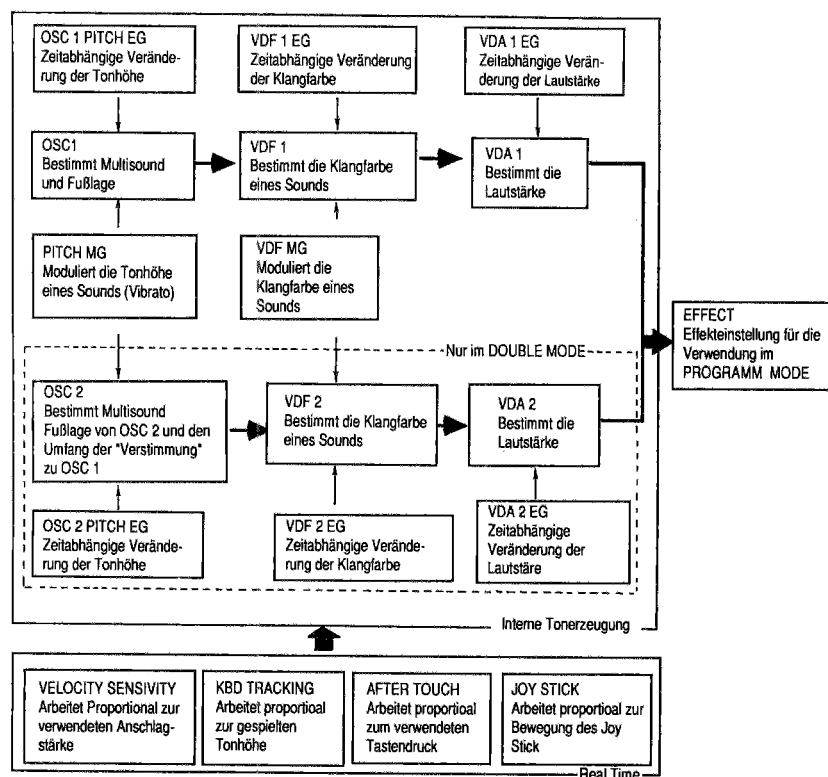 OSC 1 PITCH EG
Zeitabhängige Verände-
rung der Tonhöhe
VDF 1 EG
Zeitabhängige Veränderung
der Klangfarbe
VDA 1 EG
Zeitabhängige Verän-
derung der Lautstärke
OSC1
Bestimmt Multisound
und Fußlage
VDF 1
Bestimmt die Klangfarbe
eines Sounds
VDA 1
Bestimmt die
Lautstärke
PITCH MG
Moduliert die Tonhöhe
eines Sounds (Vibrato)
VDF MG
Moduliert die
Klangfarbe eines
Sounds
EFFECT
Effekteinstellung für die
Verwendung im
PROGRAMM MODE
Nur im DOUBLE MODE
OSC 2
Bestimmt Multisound
Fußlage von OSC 2 und den
Umfang der "Verstimmung"
zu OSC 1
VDF 2
Bestimmt die Klangfarbe
eines Sounds
VDA 2
Bestimmt die
Lautstärke
OSC 2 PITCH EG
Zeitabhängige Verände-
rung der Tonhöhe
VDF 2 EG
Zeitabhängige Verände-
rung der Klangfarbe
VDA 2 EG
Zeitabhängige
Veränderung der
Lautstäre
Interne Tonerzeugung
VELOCITY SENSIVITY
Arbeitet Proportional zur
verwendeten Anschlag-
stärke
KBD TRACKING
Arbeitet proportioal
zur gespielten
Tonhöhe
AFTER TOUCH
Arbeitet proportioal
zum verwendeten
Tastendruck
JOY STICK
Arbeitet proportioal zur
Bewegung des Joy
Stick
Real Time